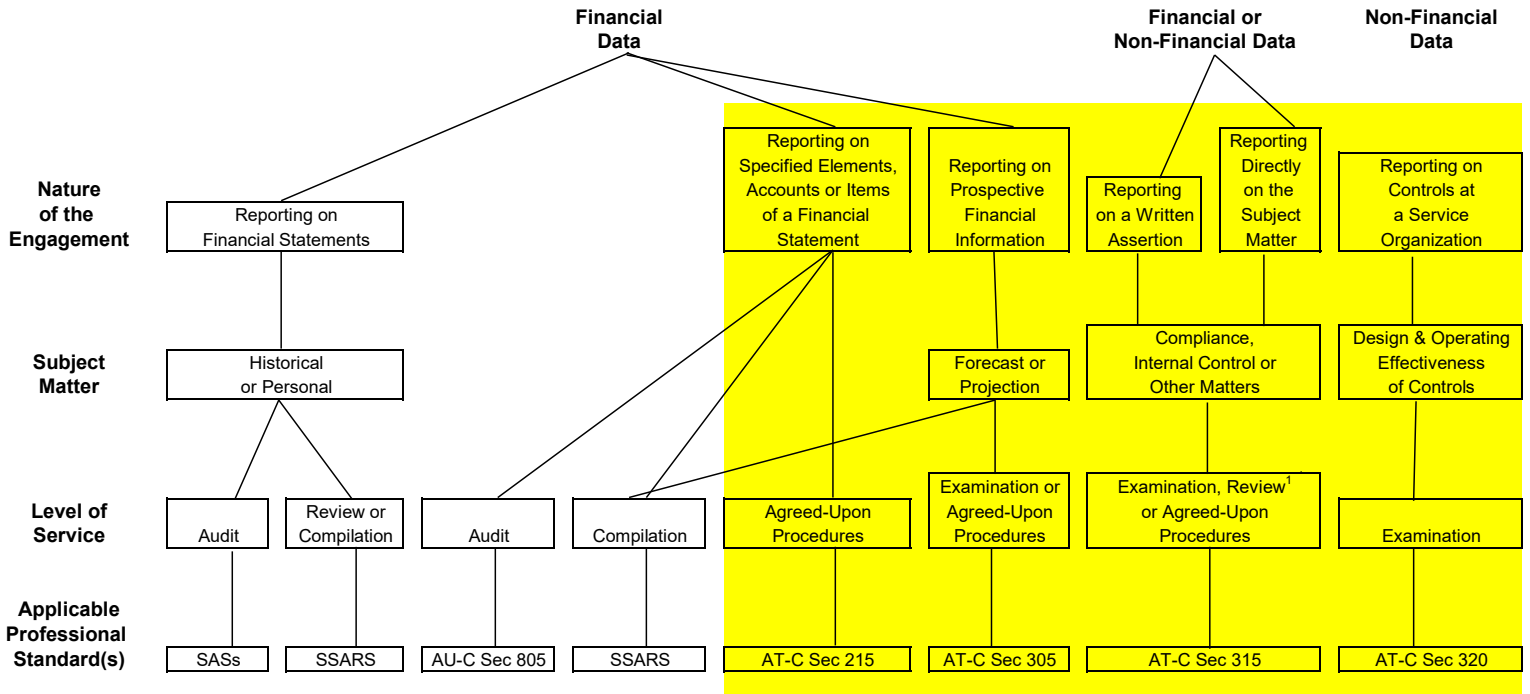 Financial
Data
Financial or
Non-Financial Data
Non-Financial
Data
Nature
of the
Engagement
Reporting on
Financial Statements
Reporting on
Specified Elements,
Accounts or Items
of a Financial
Statement
Reporting on
Prospective
Financial
Information
Reporting
on a Written
Assertion
Reporting
Directly
on the
Subject
Matter
Reporting on
Controls at
a Service
Organization
Subject
Matter
Historical
or Personal
Forecast or
Projection
Compliance,
Internal Control or
Other Matters
Design & Operating
Effectiveness
of Controls
Level of
Service
Audit
Review or
Compilation
Audit
Compilation
Agreed-Upon
Procedures
Examination or
Agreed-Upon
Procedures
Examination, Review¹
or Agreed-Upon
Procedures
Examination
Applicable
Professional
Standard(s)
SASs
SSARS
AU-C Sec 805
SSARS
AT-C Sec 215
AT-C Sec 305
AT-C Sec 315
AT-C Sec 320